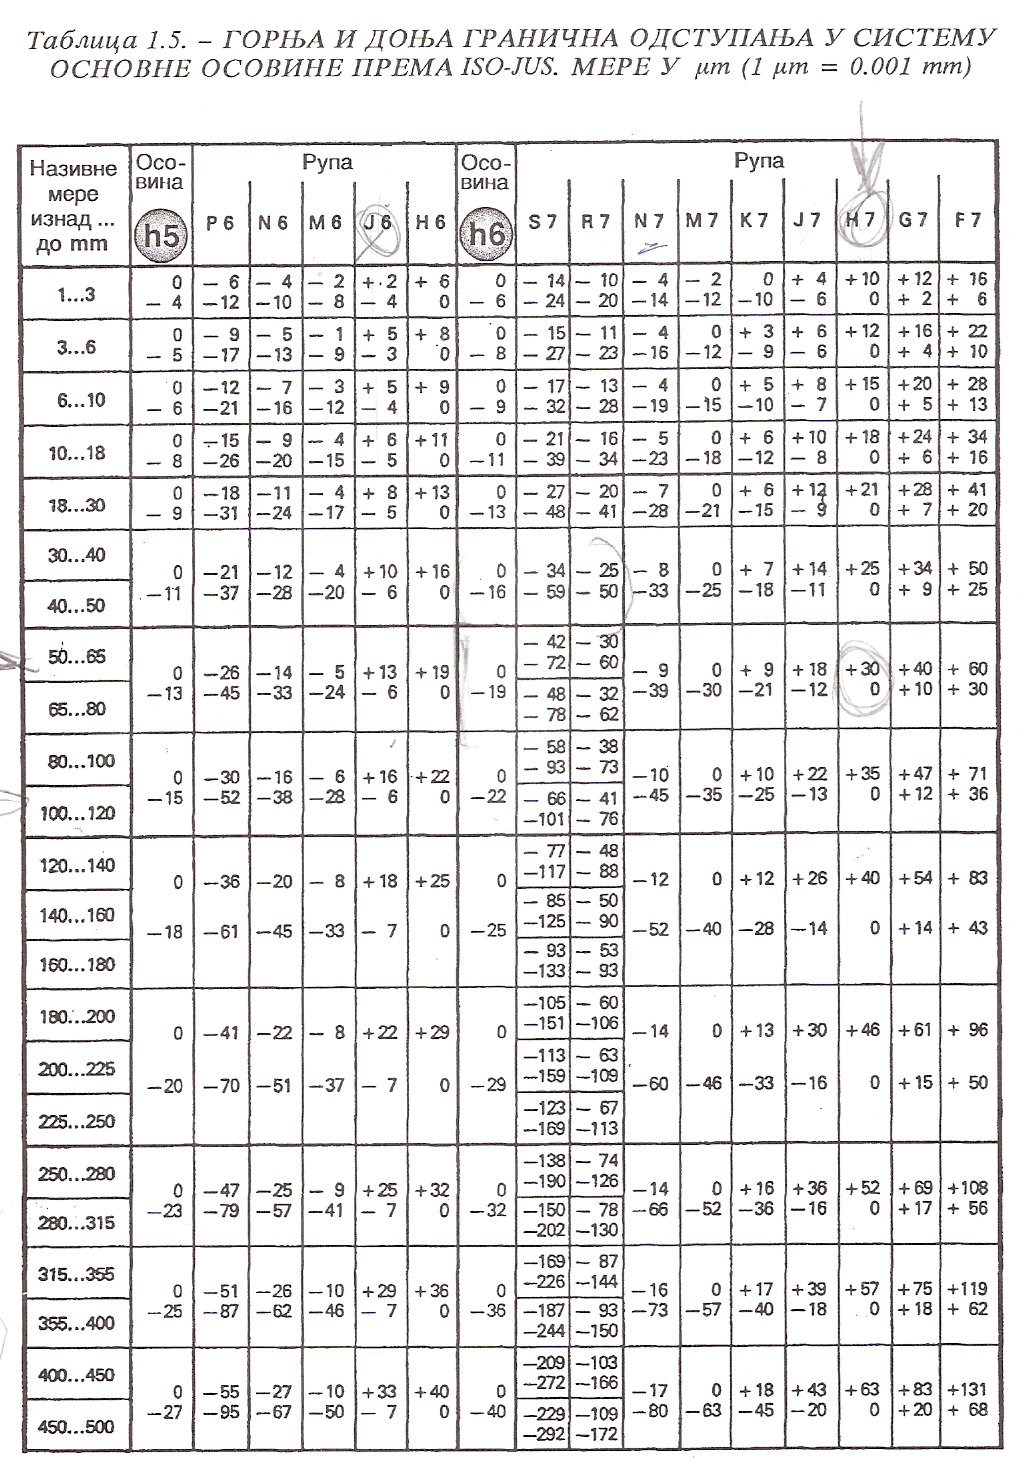 Таблица 1.5. – ГОРЊА И ДОЊА ГРАНИЧНА ОДСТУПАЊА У СИСТЕМУ
ОСНОВНЕ ОСОВИНЕ ПРЕМА ISO-JUS. МЕРЕ У µm (1 µm = 0.001 mm)
Називне мере изнад ... до mm
Осо-вина h5
Рупа
P 6 N 6 M 6 J 6 H 6
Осо-вина h6
Рупа
S 7 R 7 N 7 M 7 K 7 J 7 H 7 G 7 F 7
1...3
0 – 6 – 4 – 2 + 2 + 6 0 – 14 – 10 – 4 – 2 0 + 4 +10 +12 + 16
– 4 –12 –10 – 8 – 4 0 – 6 – 24 – 20 –14 –12 –10 – 6 0 + 2 + 6
3...6
0 – 9 – 5 – 1 + 5 + 8 0 – 15 – 11 – 4 0 + 3 + 6 +12 +16 + 22
– 5 –17 –13 – 9 – 3 0 – 8 – 27 – 23 –16 –12 – 9 – 6 0 + 4 + 10
6...10
0 –12 – 7 – 3 + 5 + 9 0 – 17 – 13 – 4 0 + 5 + 8 +15 +20 + 28
– 6 –21 –16 –12 – 4 0 – 9 – 32 – 28 –19 –15 –10 – 7 0 + 5 + 13
10...18
0 –15 – 9 – 4 + 6 +11 0 – 21 – 16 – 5 0 + 6 +10 +18 +24 + 34
– 8 –26 –20 –15 – 5 0 –11 – 39 – 34 –23 –18 –12 – 8 0 + 6 + 16
18...30
0 –18 –11 – 4 + 8 +13 0 – 27 – 20 – 7 0 + 6 +12 +21 +28 + 41
– 9 –31 –24 –17 – 5 0 –13 – 48 – 41 –28 –21 –15 – 9 0 + 7 + 20
30...40
40...50
0 –21 –12 – 4 +10 +16 0 – 34 – 25 – 8 0 + 7 +14 +25 +34 + 50
–11 –37 –28 –20 – 6 0 –16 – 59 – 50 –33 –25 –18 –11 0 + 9 + 25
50...65
– 42 – 30
– 72 – 60
65...80
– 48 – 32
– 78 – 62
0 –26 –14 – 5 +13 +19 0 – 9 0 + 9 +18 +30 +40 + 60
–13 –45 –33 –24 – 6 0 –19 –39 –30 –21 –12 0 +10 + 30
80...100
– 58 – 38
– 93 – 73
100...120
– 66 – 41
–101 – 76
0 –30 –16 – 6 +16 +22 0 –10 0 +10 +22 +35 +47 + 71
–15 –52 –38 –28 – 6 0 –22 –45 –35 –25 –13 0 +12 + 36
120...140
– 77 – 48
–117 – 88
140...160
– 85 – 50
–125 – 90
160...180
– 93 – 53
–133 – 93
0 –36 –20 – 8 +18 +25 0 –12 0 +12 +26 +40 +54 + 83
–18 –61 –45 –33 – 7 0 –25 –52 –40 –28 –14 0 +14 + 43
180...200
–105 – 60
–151 –106
200...225
–113 – 63
–159 –109
225...250
–123 – 67
–169 –113
0 –41 –22 – 8 +22 +29 0 –14 0 +13 +30 +46 +61 + 96
–20 –70 –51 –37 – 7 0 –29 –60 –46 –33 –16 0 +15 + 50
250...280
–138 – 74
–190 –126
280...315
–150 – 78
–202 –130
0 –47 –25 – 9 +25 +32 0 –14 0 +16 +36 +52 +69 +108
–23 –79 –57 –41 – 7 0 –32 –66 –52 –36 –16 0 +17 + 56
315...355
–169 – 87
–226 –144
355...400
–187 – 93
–244 –150
0 –51 –26 –10 +29 +36 0 –16 0 +17 +39 +57 +75 +119
–25 –87 –62 –46 – 7 0 –36 –73 –57 –40 –18 0 +18 + 62
400...450
–209 –103
–272 –166
450...500
–229 –109
–292 –172
0 –55 –27 –10 +33 +40 0 –17 0 +18 +43 +63 +83 +131
–27 –95 –67 –50 – 7 0 –40 –80 –63 –45 –20 0 +20 + 68